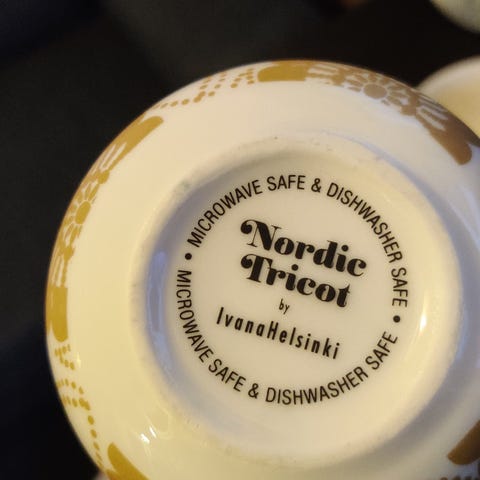 • MICROWAVE SAFE & DISHWASHER SAFE
Nordic
Tricot
by
IvanaHelsinki
• MICROWAVE SAFE & DISHWASHER SAFE